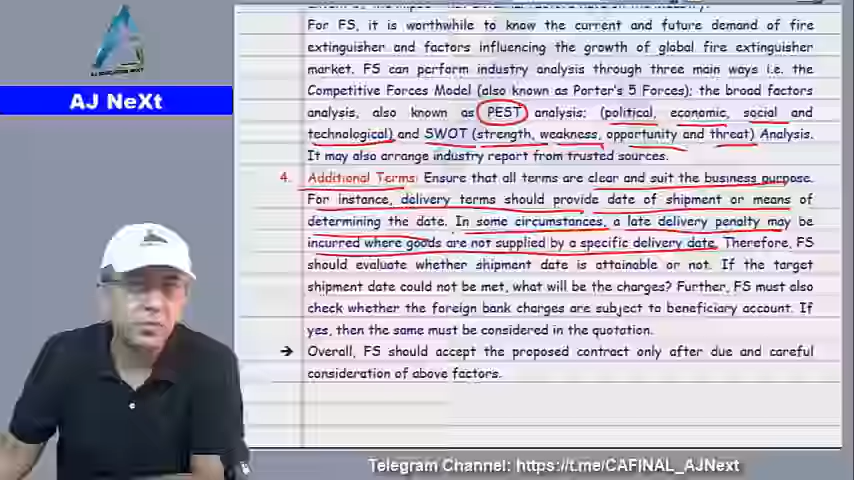 For FS, it is worthwhile to know the current and future demand of fire
extinguisher and factors influencing the growth of global fire extinguisher
market. FS can perform industry analysis through three main ways i.e. the
Competitive Forces Model (also known as Porter's 5 Forces); the broad factors
analysis, also known as PEST analysis; (political, economic, social and
technological) and SWOT (strength, weakness, opportunity and threat) Analysis.
It may also arrange industry report from trusted sources.
4. Additional Terms: Ensure that all terms are clear and suit the business purpose.
For instance, delivery terms should provide date of shipment or means of
determining the date. In some circumstances, a late delivery penalty may be
incurred where goods are not supplied by a specific delivery date. Therefore, FS
should evaluate whether shipment date is attainable or not. If the target
shipment date could not be met, what will be the charges? Further, FS must also
check whether the foreign bank charges are subject to beneficiary account. If
yes, then the same must be considered in the quotation.
→ Overall, FS should accept the proposed contract only after due and careful
consideration of above factors.
AJ NeXt
Telegram Channel: https://t.me/CAFINAL_AJNext